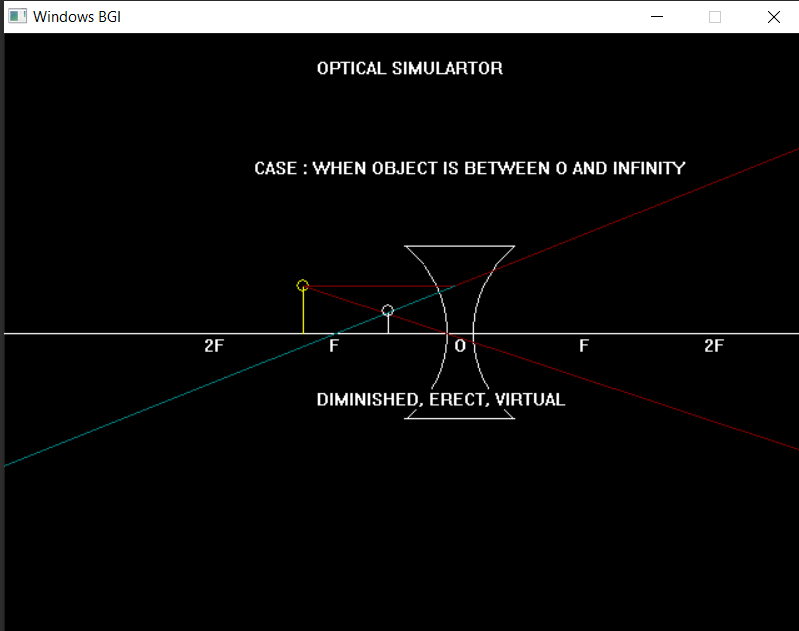 Windows BGI
OPTICAL SIMULARTOR
CASE : WHEN OBJECT IS BETWEEN O AND INFINITY
2F F O F 2F
DIMINISHED, ERECT, VIRTUAL